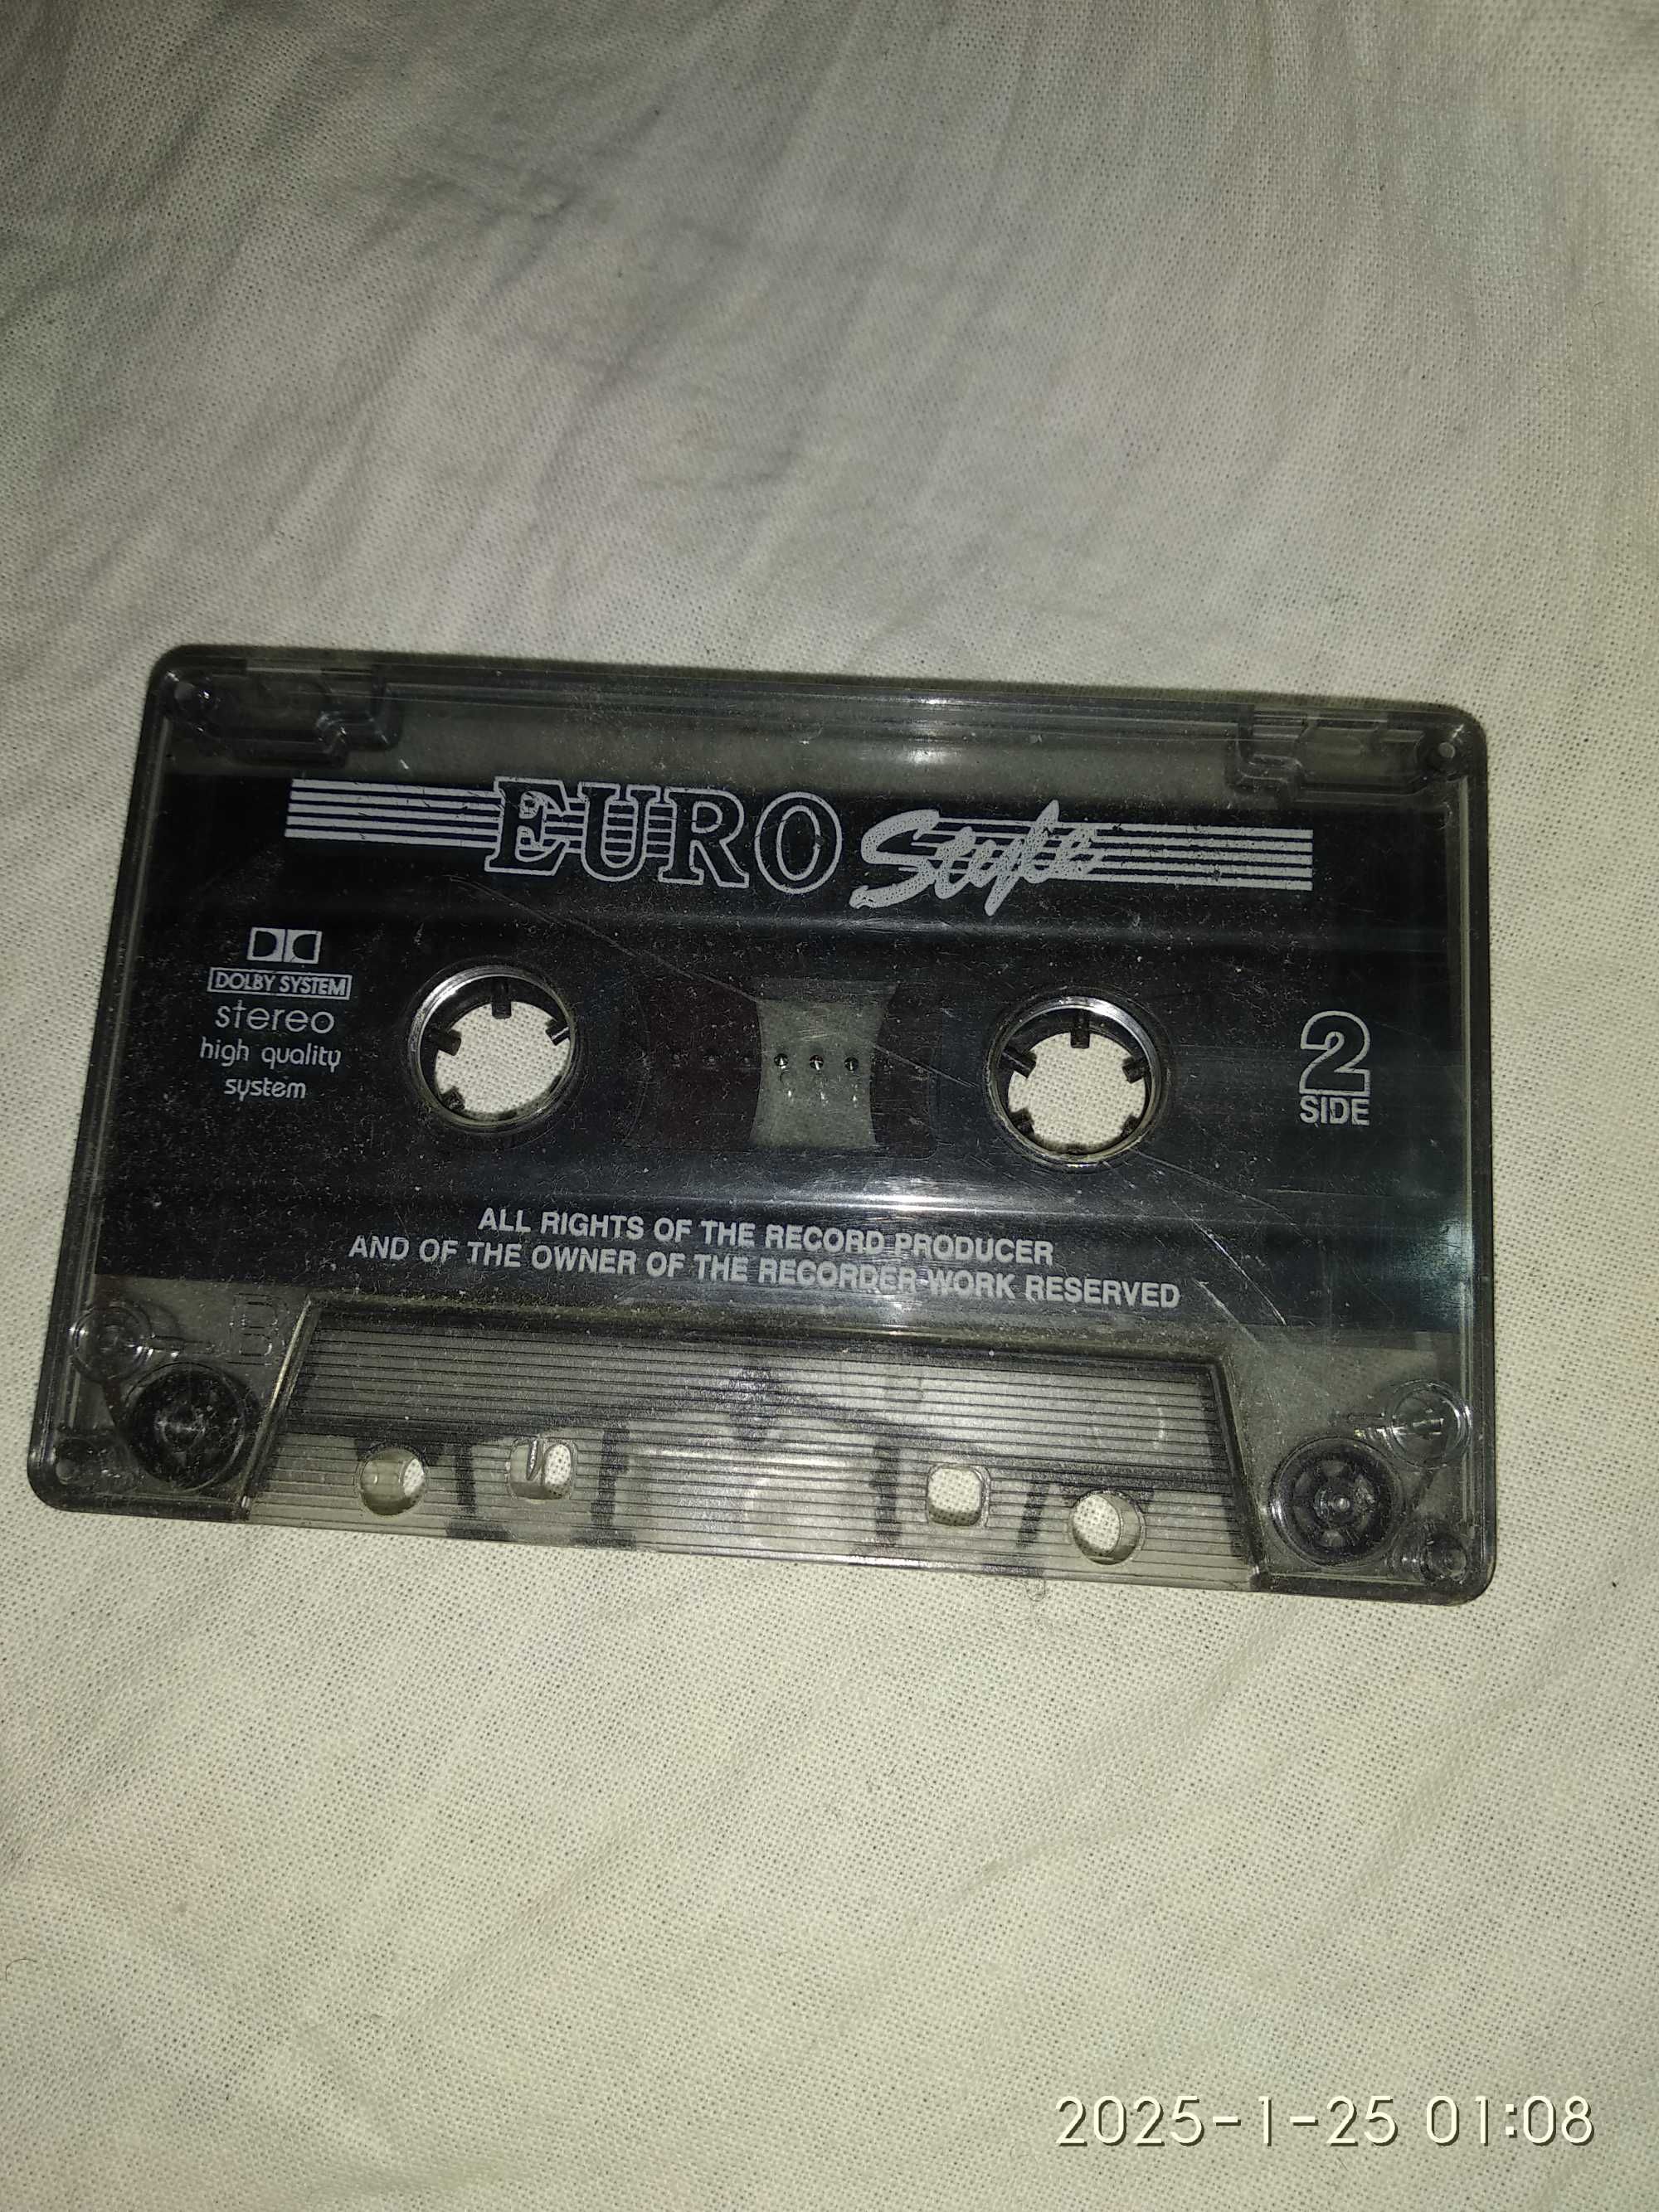 EURO Style
DOLBY SYSTEM
stereo
high quality
system
2
SIDE
ALL RIGHTS OF THE RECORD PRODUCER
AND OF THE OWNER OF THE RECORDER WORK RESERVED
B
2025-1-25 01:08